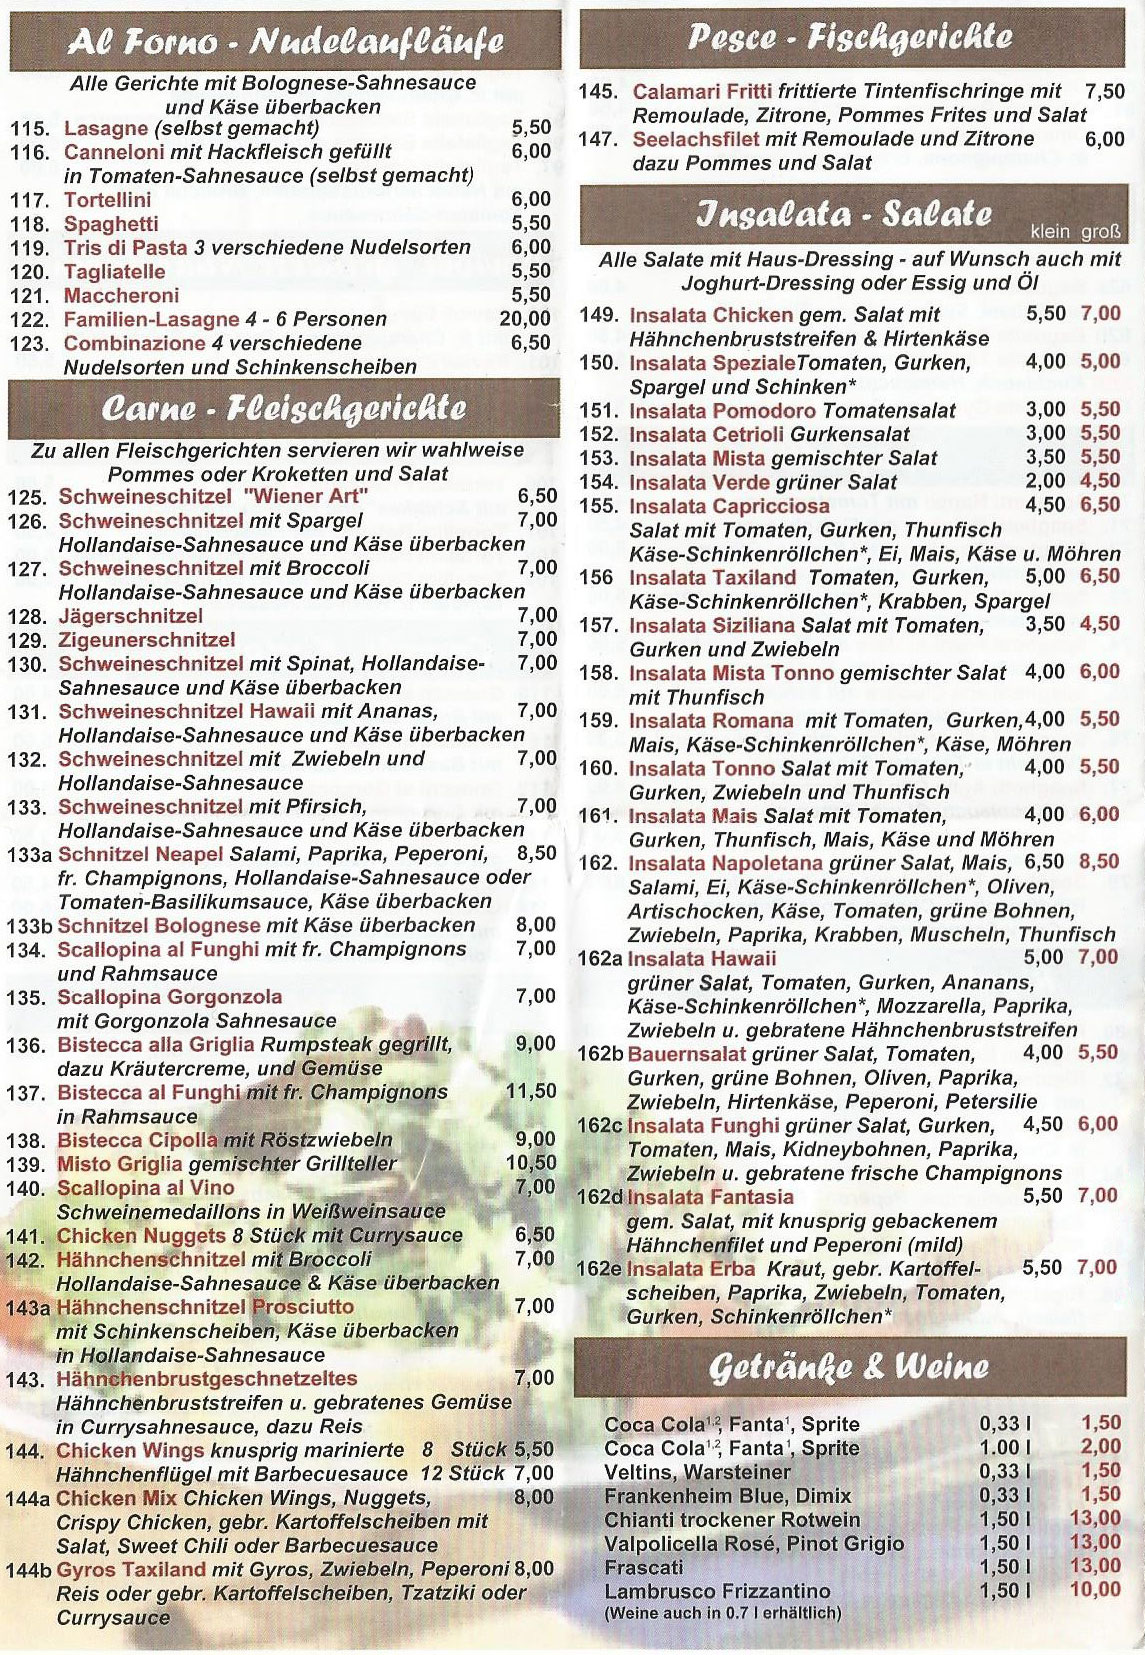 Al Forno - Nudelaufläufe
Alle Gerichte mit Bolognese-Sahnesauce
und Käse überbacken
115. Lasagne (selbst gemacht) 5,50
116. Canneloni mit Hackfleisch gefüllt 6,00
in Tomaten-Sahnesauce (selbst gemacht)
117. Tortellini 6,00
118. Spaghetti 5,50
119. Tris di Pasta 3 verschiedene Nudelsorten 6,00
120. Tagliatelle 5,50
121. Maccheroni 5,50
122. Familien-Lasagne 4 - 6 Personen 20,00
123. Combinazione 4 verschiedene 6,50
Nudelsorten und Schinkenscheiben
Carne - Fleischgerichte
Zu allen Fleischgerichten servieren wir wahlweise
Pommes oder Kroketten und Salat
125. Schweineschitzel "Wiener Art" 6,50
126. Schweineschnitzel mit Spargel 7,00
Hollandaise-Sahnesauce und Käse überbacken
127. Schweineschnitzel mit Broccoli 7,00
Hollandaise-Sahnesauce und Käse überbacken
128. Jägerschnitzel 7,00
129. Zigeunerschnitzel 7,00
130. Schweineschnitzel mit Spinat, Hollandaise- 7,00
Sahnesauce und Käse überbacken
131. Schweineschnitzel Hawaii mit Ananas, 7,00
Hollandaise-Sahnesauce und Käse überbacken
132. Schweineschnitzel mit Zwiebeln und 7,00
Hollandaise-Sahnesauce
133. Schweineschnitzel mit Pfirsich, 7,00
Hollandaise-Sahnesauce und Käse überbacken
133a Schnitzel Neapel Salami, Paprika, Peperoni, 8,50
fr. Champignons, Hollandaise-Sahnesauce oder
Tomaten-Basilikumsauce, Käse überbacken
133b Schnitzel Bolognese mit Käse überbacken 8,00
134. Scallopina al Funghi mit fr. Champignons 7,00
und Rahmsauce
135. Scallopina Gorgonzola 7,00
mit Gorgonzola Sahnesauce
136. Bistecca alla Griglia Rumpsteak gegrillt, 9,00
dazu Kräutercreme, und Gemüse
137. Bistecca al Funghi mit fr. Champignons 11,50
in Rahmsauce
138. Bistecca Cipolla mit Röstzwiebeln 9,00
139. Misto Griglia gemischter Grillteller 10,50
140. Scallopina al Vino 7,00
Schweinemedaillons in Weißweinsauce
141. Chicken Nuggets 8 Stück mit Currysauce 6,50
142. Hähnchenschnitzel mit Broccoli 7,00
Hollandaise-Sahnesauce & Käse überbacken
143a Hähnchenschnitzel Prosciutto 7,00
mit Schinkenscheiben, Käse überbacken
in Hollandaise-Sahnesauce
143. Hähnchenbrustgeschnetzeltes 7,00
Hähnchenbruststreifen u. gebratenes Gemüse
in Currysahnesauce, dazu Reis
144. Chicken Wings knusprig marinierte 8 Stück 5,50
Hähnchenflügel mit Barbecuesauce 12 Stück 7,00
144a Chicken Mix Chicken Wings, Nuggets, 8,00
Crispy Chicken, gebr. Kartoffelscheiben mit
Salat, Sweet Chili oder Barbecuesauce
144b Gyros Taxiland mit Gyros, Zwiebeln, Peperoni 8,00
Reis oder gebr. Kartoffelscheiben, Tzatziki oder
Currysauce
Pesce - Fischgerichte
145. Calamari Fritti frittierte Tintenfischringe mit 7,50
Remoulade, Zitrone, Pommes Frites und Salat
147. Seelachsfilet mit Remoulade und Zitrone 6,00
dazu Pommes und Salat
Insalata - Salate
klein groß
Alle Salate mit Haus-Dressing - auf Wunsch auch mit
Joghurt-Dressing oder Essig und Öl
149. Insalata Chicken gem. Salat mit 5,50 7,00
Hähnchenbruststreifen & Hirtenkäse
150. Insalata Speziale Tomaten, Gurken, 4,00 5,00
Spargel und Schinken*
151. Insalata Pomodoro Tomatensalat 3,00 5,50
152. Insalata Cetrioli Gurkensalat 3,00 5,50
153. Insalata Mista gemischter Salat 3,50 5,50
154. Insalata Verde grüner Salat 2,00 4,50
155. Insalata Capricciosa 4,50 6,50
Salat mit Tomaten, Gurken, Thunfisch
Käse-Schinkenröllchen*, Ei, Mais, Käse u. Möhren
156 Insalata Taxiland Tomaten, Gurken, 5,00 6,50
Käse-Schinkenröllchen*, Krabben, Spargel
157. Insalata Siziliana Salat mit Tomaten, 3,50 4,50
Gurken und Zwiebeln
158. Insalata Mista Tonno gemischter Salat 4,00 6,00
mit Thunfisch
159. Insalata Romana mit Tomaten, Gurken, 4,00 5,50
Mais, Käse-Schinkenröllchen*, Käse, Möhren
160. Insalata Tonno Salat mit Tomaten, 4,00 5,50
Gurken, Zwiebeln und Thunfisch
161. Insalata Mais Salat mit Tomaten, 4,00 6,00
Gurken, Thunfisch, Mais, Käse und Möhren
162. Insalata Napoletana grüner Salat, Mais, 6,50 8,50
Salami, Ei, Käse-Schinkenröllchen*, Oliven,
Artischocken, Käse, Tomaten, grüne Bohnen,
Zwiebeln, Paprika, Krabben, Muscheln, Thunfisch
162a Insalata Hawaii 5,00 7,00
grüner Salat, Tomaten, Gurken, Ananans,
Käse-Schinkenröllchen*, Mozzarella, Paprika,
Zwiebeln u. gebratene Hähnchenbruststreifen
162b Bauernsalat grüner Salat, Tomaten, 4,00 5,50
Gurken, grüne Bohnen, Oliven, Paprika,
Zwiebeln, Hirtenkäse, Peperoni, Petersilie
162c Insalata Funghi grüner Salat, Gurken, 4,50 6,00
Tomaten, Mais, Kidneybohnen, Paprika,
Zwiebeln u. gebratene frische Champignons
162d Insalata Fantasia 5,50 7,00
gem. Salat, mit knusprig gebackenem
Hähnchenfilet und Peperoni (mild)
162e Insalata Erba Kraut, gebr. Kartoffel- 5,50 7,00
scheiben, Paprika, Zwiebeln, Tomaten,
Gurken, Schinkenröllchen*
Getränke & Weine
Coca Cola¹,², Fanta¹, Sprite 0,33 l 1,50
Coca Cola¹,², Fanta¹, Sprite 1.00 l 2,00
Veltins, Warsteiner 0,33 l 1,50
Frankenheim Blue, Dimix 0,33 l 1,50
Chianti trockener Rotwein 1,50 l 13,00
Valpolicella Rosé, Pinot Grigio 1,50 l 13,00
Frascati 1,50 l 13,00
Lambrusco Frizzantino 1,50 l 10,00
(Weine auch in 0.7 l erhältlich)